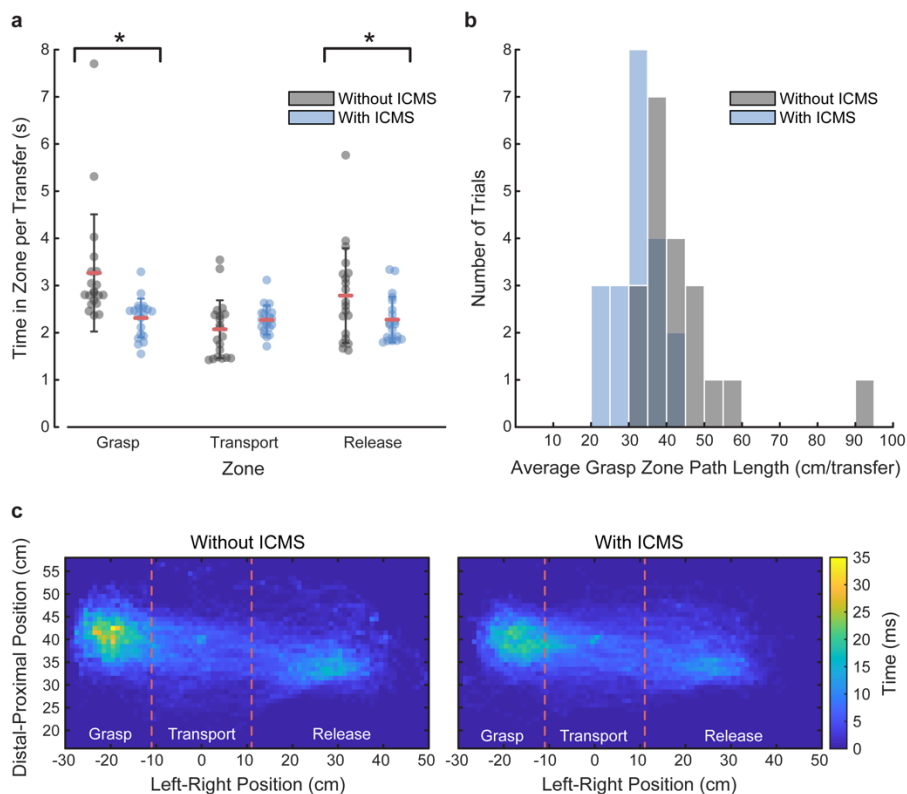 a
*
*
8
7
6
5
4
3
2
1
0
Time in Zone per Transfer (s)
Without ICMS
With ICMS
Grasp Transport Release
Zone
b
8
7
6
5
4
3
2
1
0
Number of Trials
Without ICMS
With ICMS
10 20 30 40 50 60 70 80 90 100
Average Grasp Zone Path Length (cm/transfer)
c
Without ICMS
Distal-Proximal Position (cm)
55
50
45
40
35
30
25
20
Grasp Transport Release
-30 -20 -10 0 10 20 30 40 50
Left-Right Position (cm)
With ICMS
Grasp Transport Release
-30 -20 -10 0 10 20 30 40 50
Left-Right Position (cm)
35
30
25
20
15
10
5
0
Time (ms)